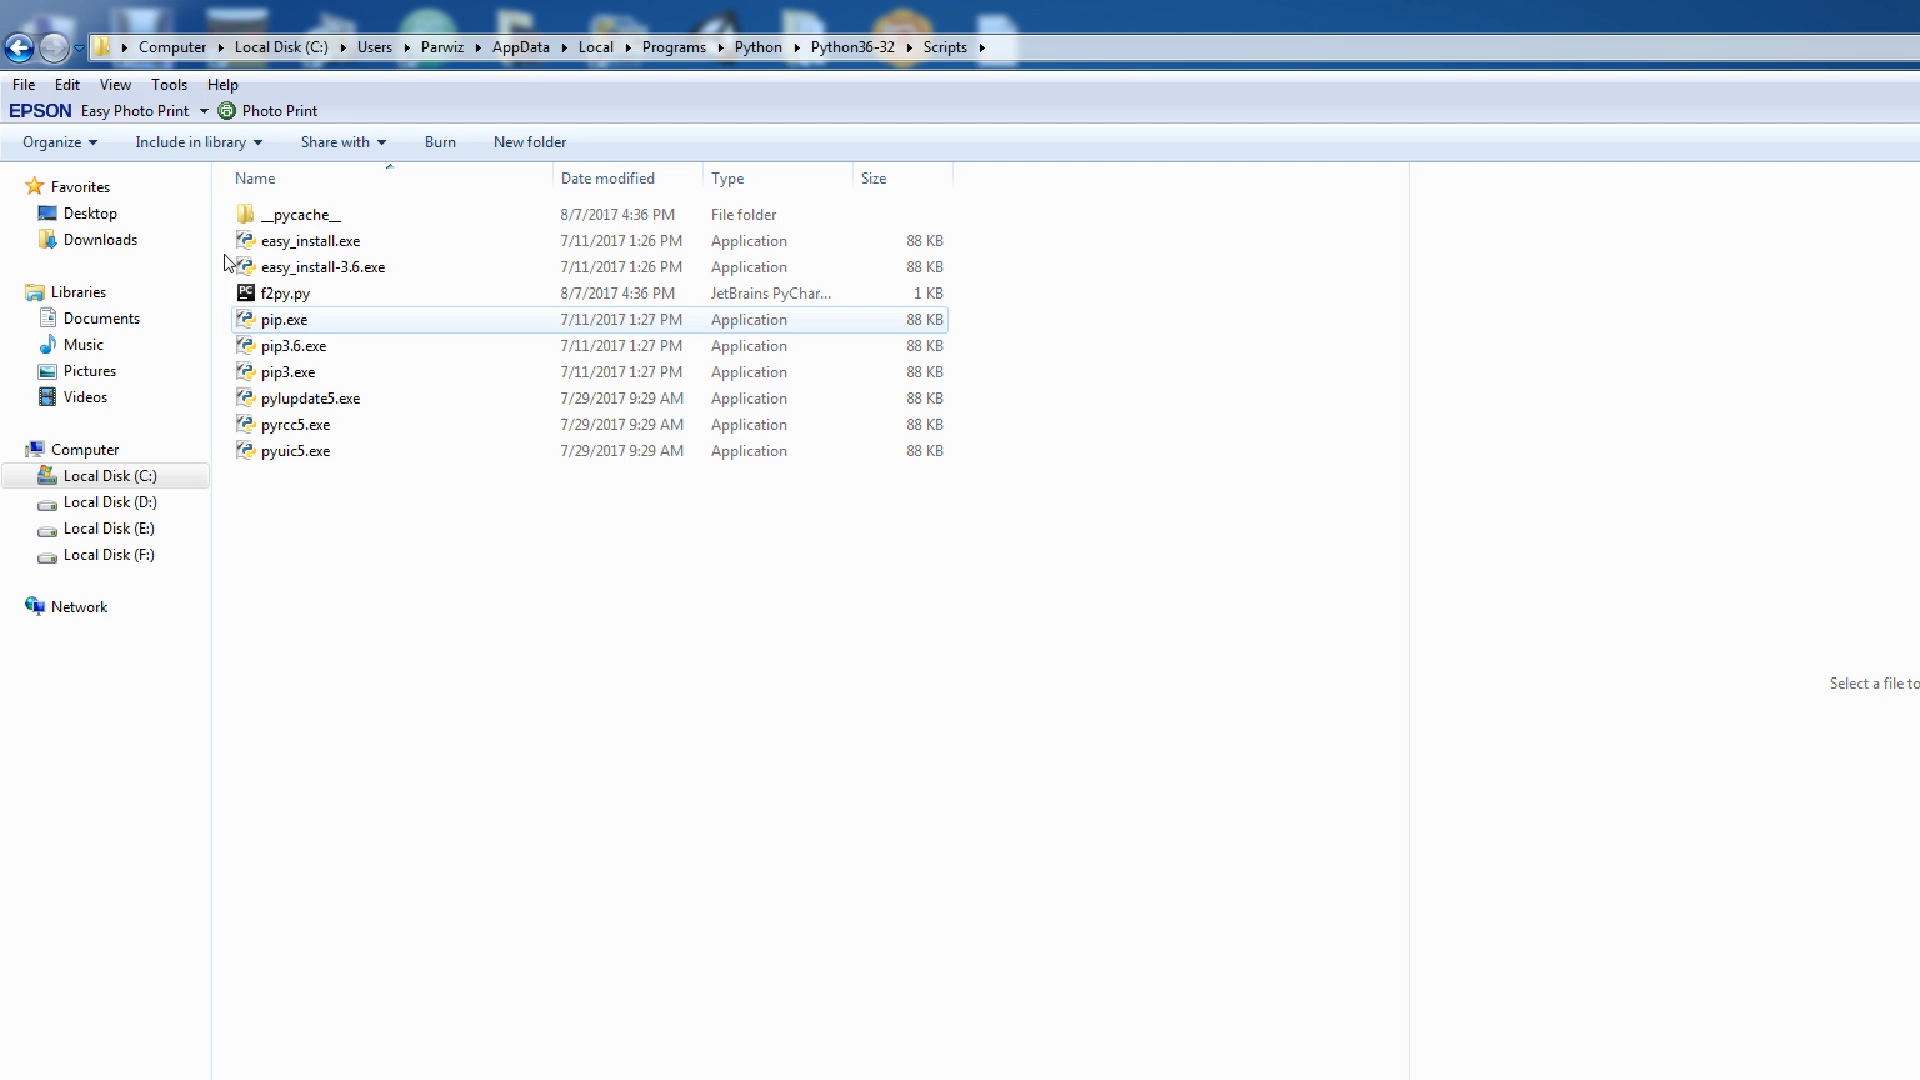 Computer Local Disk (C:) Users Parwiz AppData Local Programs Python Python36-32 Scripts
File Edit View Tools Help
EPSON Easy Photo Print Photo Print
Organize Include in library Share with Burn New folder
Name Date modified Type Size
__pycache__ 8/7/2017 4:36 PM File folder
easy_install.exe 7/11/2017 1:26 PM Application 88 KB
easy_install-3.6.exe 7/11/2017 1:26 PM Application 88 KB
f2py.py 8/7/2017 4:36 PM JetBrains PyChar... 1 KB
pip.exe 7/11/2017 1:27 PM Application 88 KB
pip3.6.exe 7/11/2017 1:27 PM Application 88 KB
pip3.exe 7/11/2017 1:27 PM Application 88 KB
pylupdate5.exe 7/29/2017 9:29 AM Application 88 KB
pyrcc5.exe 7/29/2017 9:29 AM Application 88 KB
pyuic5.exe 7/29/2017 9:29 AM Application 88 KB
Favorites
Desktop
Downloads
Libraries
Documents
Music
Pictures
Videos
Computer
Local Disk (C:)
Local Disk (D:)
Local Disk (E:)
Local Disk (F:)
Network
Select a file to